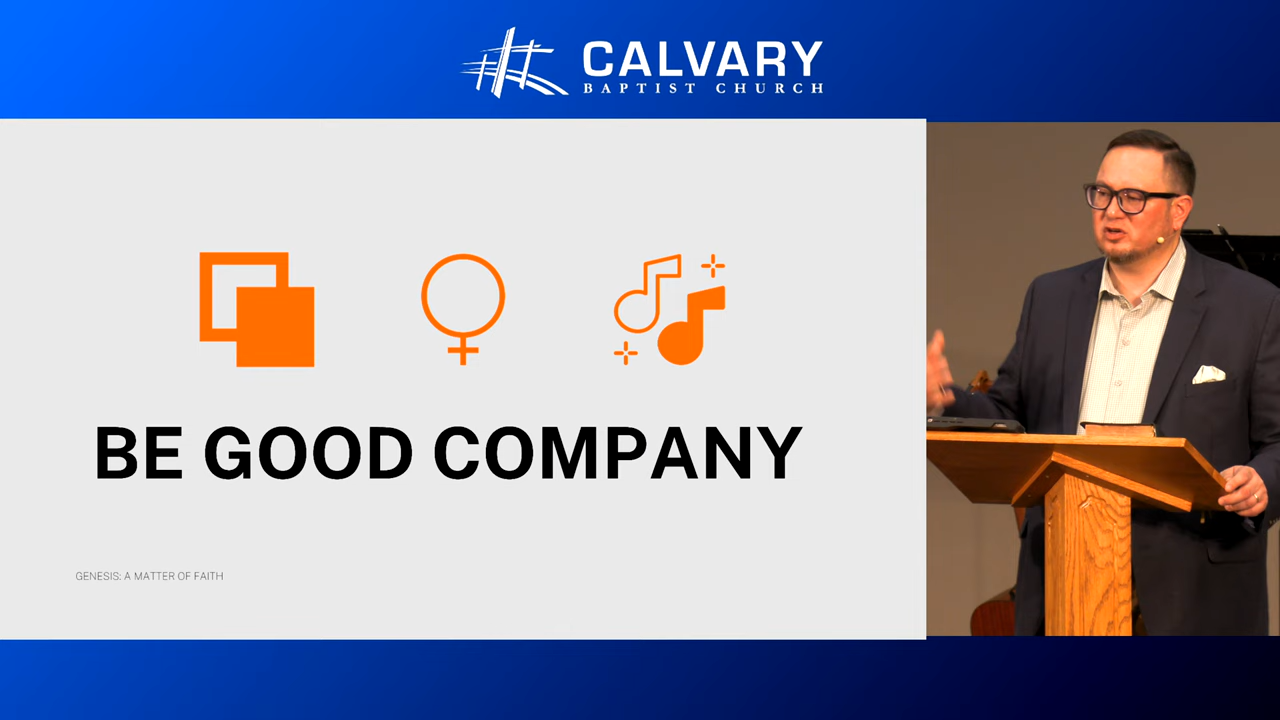 CALVARY
BAPTIST CHURCH
BE GOOD COMPANY
GENESIS: A MATTER OF FAITH